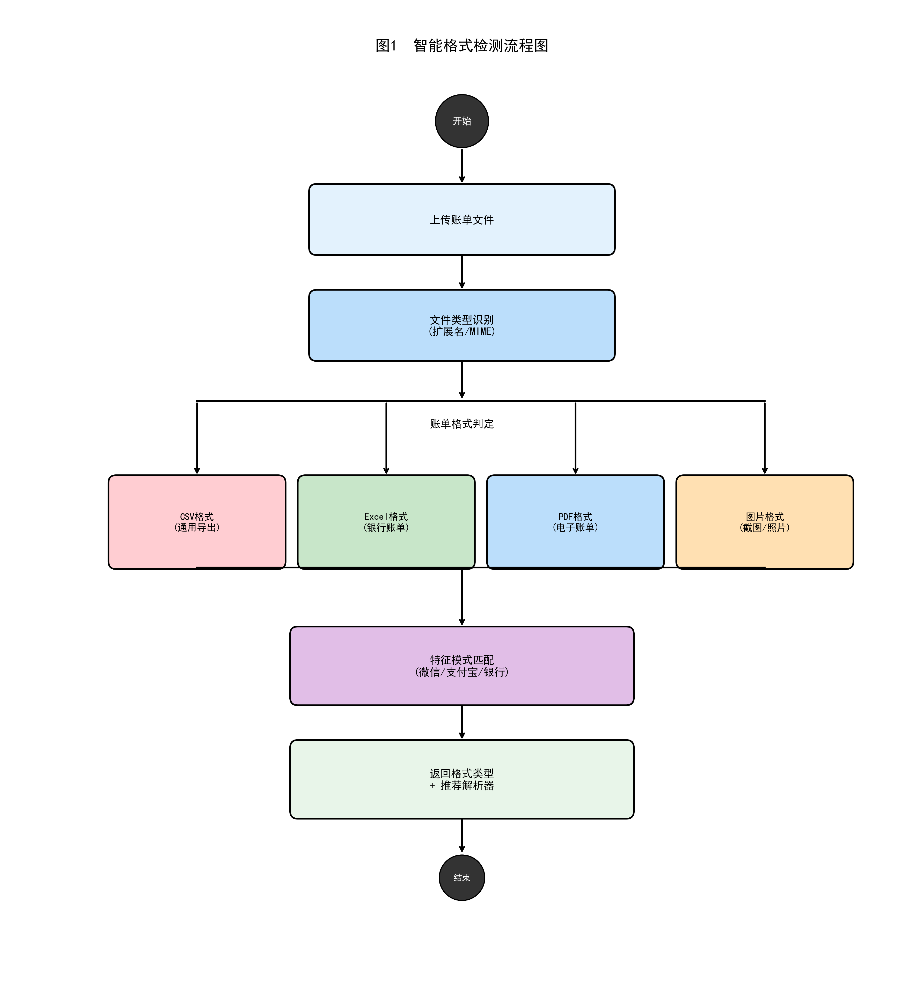 图1  智能格式检测流程图
开始
上传账单文件
文件类型识别
(扩展名/MIME)
账单格式判定
CSV格式
(通用导出)
Excel格式
(银行账单)
PDF格式
(电子账单)
图片格式
(截图/照片)
特征模式匹配
(微信/支付宝/银行)
返回格式类型
+ 推荐解析器
结束